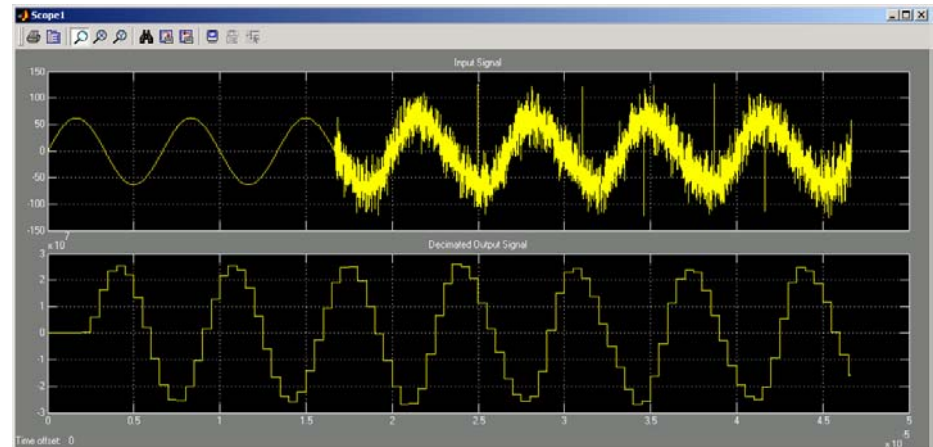 Scope1
Input Signal
150
100
50
0
-50
-100
-150
Decimated Output Signal
x 10
7
3
2
1
0
-1
-2
-3
0 0.5 1 1.5 2 2.5 3 3.5 4 4.5 5
x 10
-5
Time offset: 0